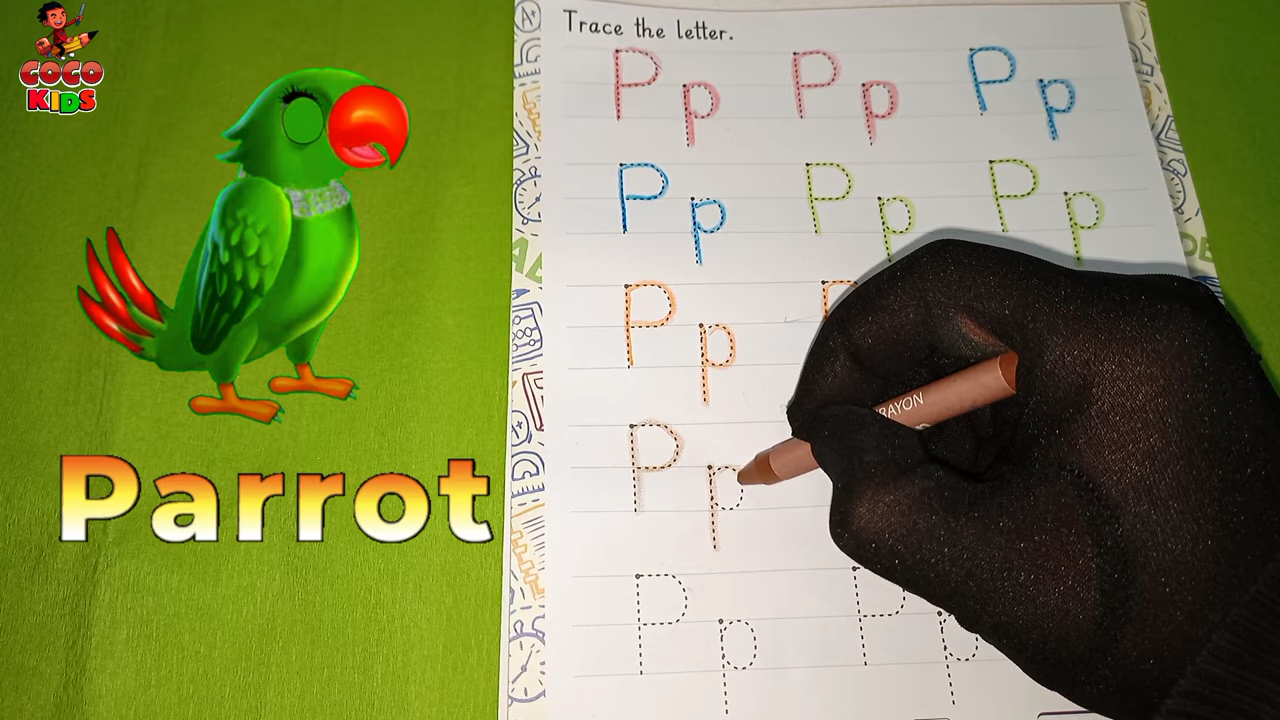 COCO
KIDS
Parrot
A+
Trace the letter.
P p P p P p
P p P p P p
P p
P p
P p P p
RAYON